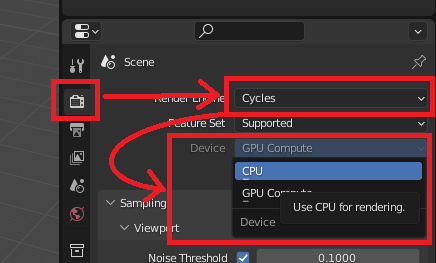 Scene
Render Engine Cycles
Feature Set Supported
Device GPU Compute
CPU
GPU Compute
Use CPU for rendering.
Device
Sampling
Viewport
Noise Threshold 0.1000